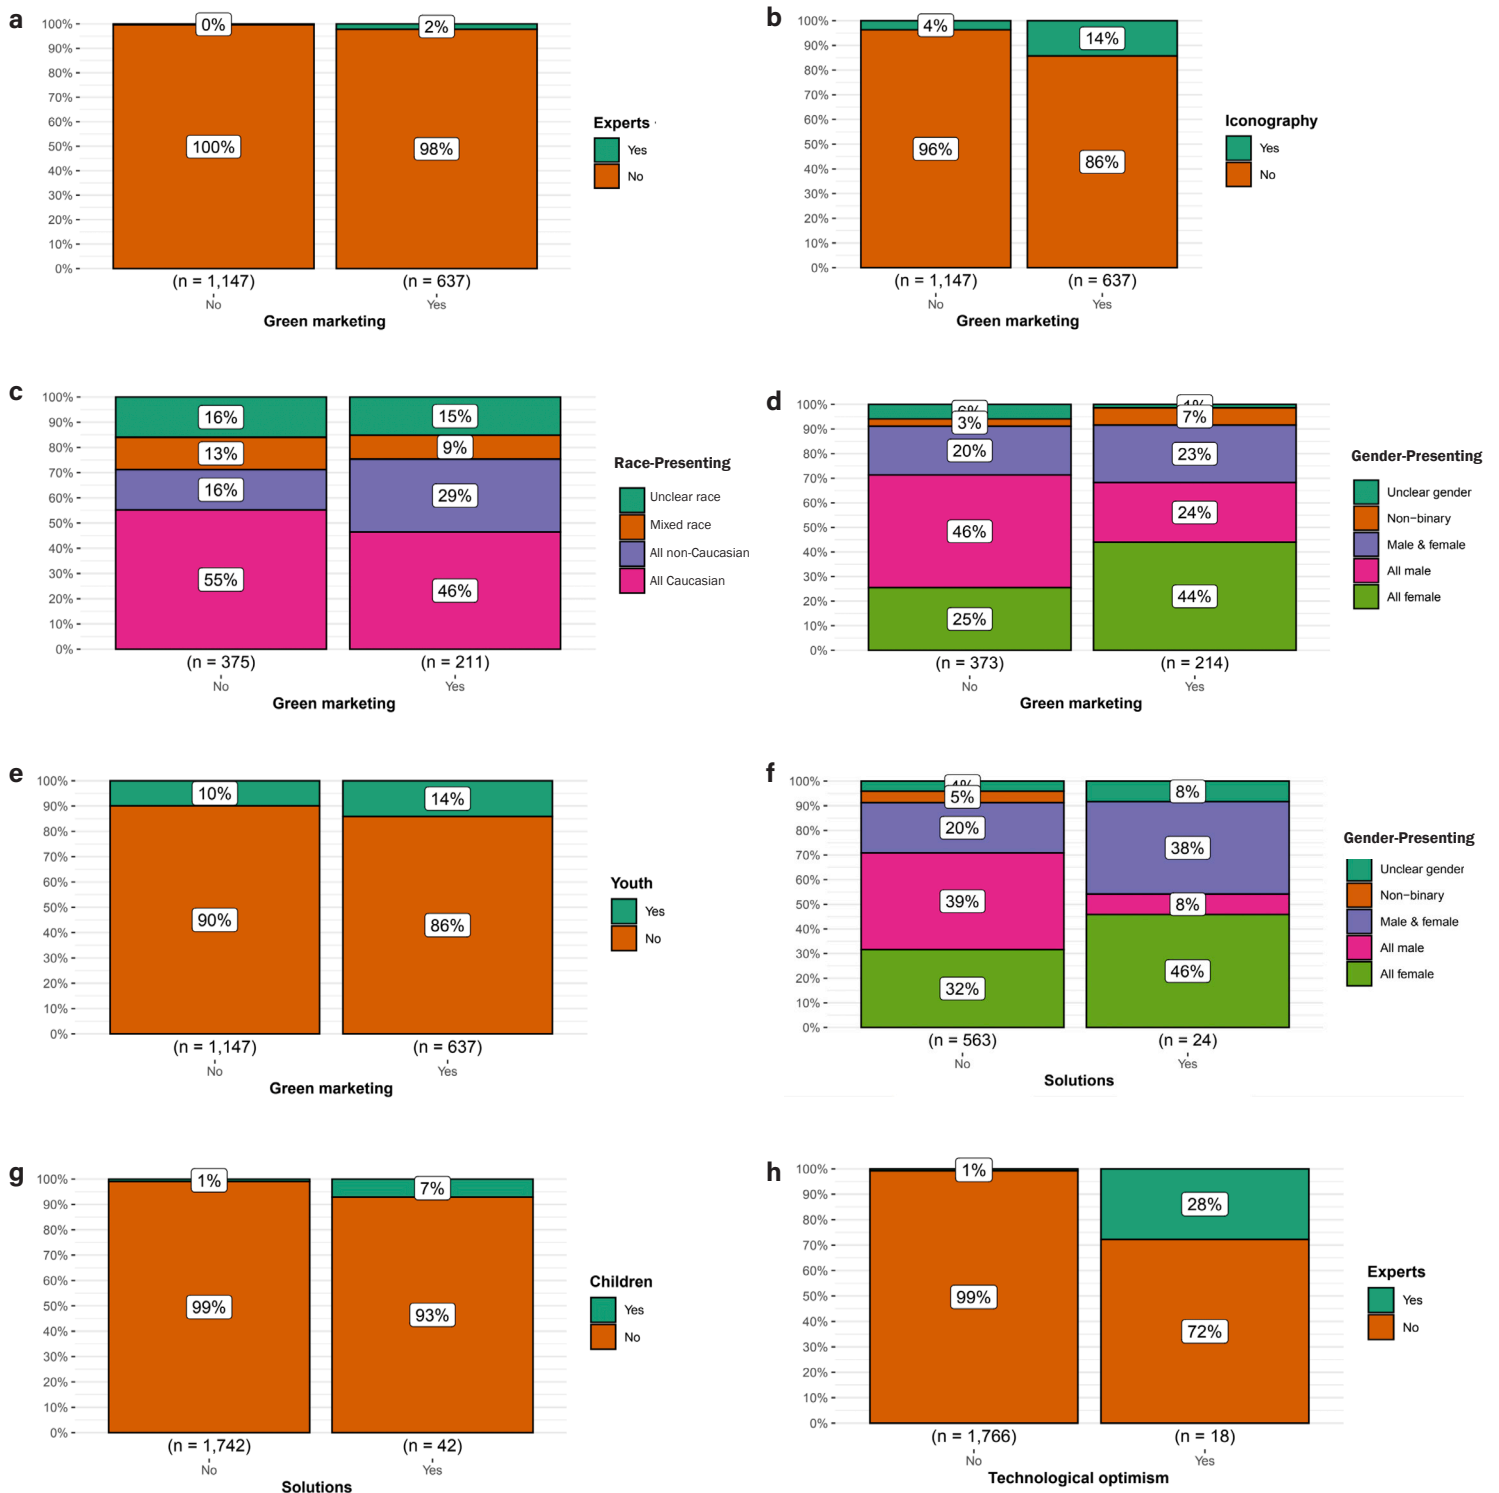 a
100%
90%
80%
70%
60%
50%
40%
30%
20%
10%
0%
0%
2%
100%
98%
(n = 1,147)
(n = 637)
No
Yes
Green marketing
Experts
Yes
No
b
100%
90%
80%
70%
60%
50%
40%
30%
20%
10%
0%
4%
14%
96%
86%
(n = 1,147)
(n = 637)
No
Yes
Green marketing
Iconography
Yes
No
c
100%
90%
80%
70%
60%
50%
40%
30%
20%
10%
0%
16%
15%
13%
9%
16%
29%
55%
46%
(n = 375)
(n = 211)
No
Yes
Green marketing
Race-Presenting
Unclear race
Mixed race
All non-Caucasian
All Caucasian
d
100%
90%
80%
70%
60%
50%
40%
30%
20%
10%
0%
3%
7%
20%
23%
46%
24%
25%
44%
(n = 373)
(n = 214)
No
Yes
Green marketing
Gender-Presenting
Unclear gender
Non−binary
Male & female
All male
All female
e
100%
90%
80%
70%
60%
50%
40%
30%
20%
10%
0%
10%
14%
90%
86%
(n = 1,147)
(n = 637)
No
Yes
Green marketing
Youth
Yes
No
f
100%
90%
80%
70%
60%
50%
40%
30%
20%
10%
0%
5%
8%
20%
38%
39%
8%
32%
46%
(n = 563)
(n = 24)
No
Yes
Solutions
Gender-Presenting
Unclear gender
Non−binary
Male & female
All male
All female
g
100%
90%
80%
70%
60%
50%
40%
30%
20%
10%
0%
1%
7%
99%
93%
(n = 1,742)
(n = 42)
No
Yes
Solutions
Children
Yes
No
h
100%
90%
80%
70%
60%
50%
40%
30%
20%
10%
0%
1%
28%
99%
72%
(n = 1,766)
(n = 18)
No
Yes
Technological optimism
Experts
Yes
No